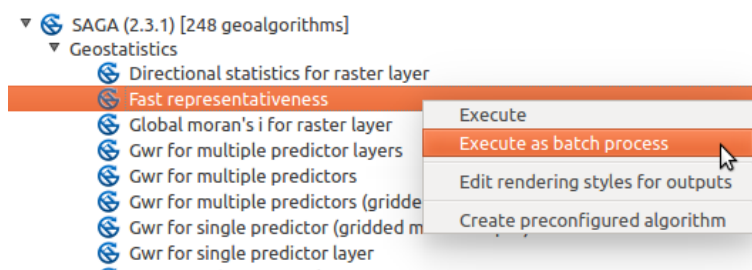 SAGA (2.3.1) [248 geoalgorithms]
Geostatistics
Directional statistics for raster layer
Fast representativeness
Execute
Global moran's i for raster layer
Execute as batch process
Gwr for multiple predictor layers
Gwr for multiple predictors
Edit rendering styles for outputs
Gwr for multiple predictors (gridde
Create preconfigured algorithm
Gwr for single predictor (gridded m
Gwr for single predictor layer